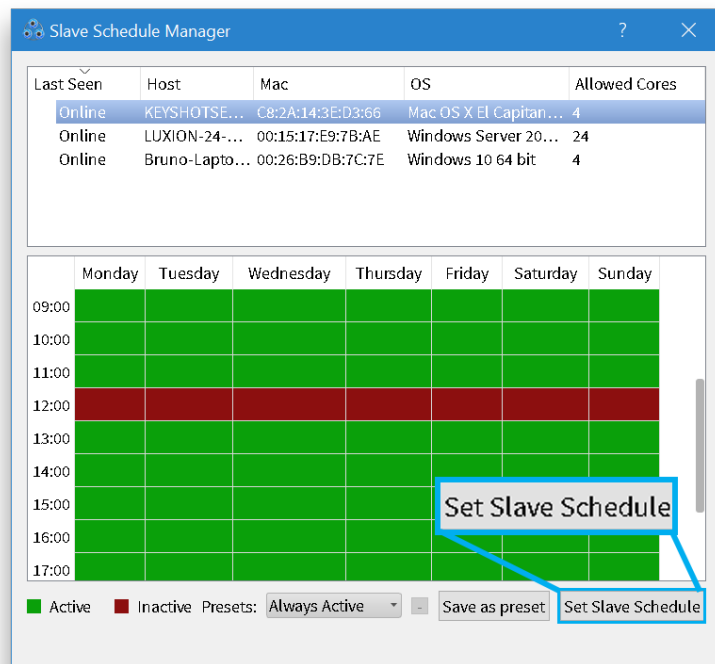 Slave Schedule Manager ?
Last Seen Host Mac OS Allowed Cores
Online KEYSHOTSE... C8:2A:14:3E:D3:66 Mac OS X El Capitan... 4
Online LUXION-24-... 00:15:17:E9:7B:AE Windows Server 20... 24
Online Bruno-Lapto... 00:26:B9:DB:7C:7E Windows 10 64 bit 4
Monday Tuesday Wednesday Thursday Friday Saturday Sunday
09:00
10:00
11:00
12:00
13:00
14:00
15:00
Set Slave Schedule
16:00
17:00
Active Inactive Presets: Always Active - Save as preset Set Slave Schedule